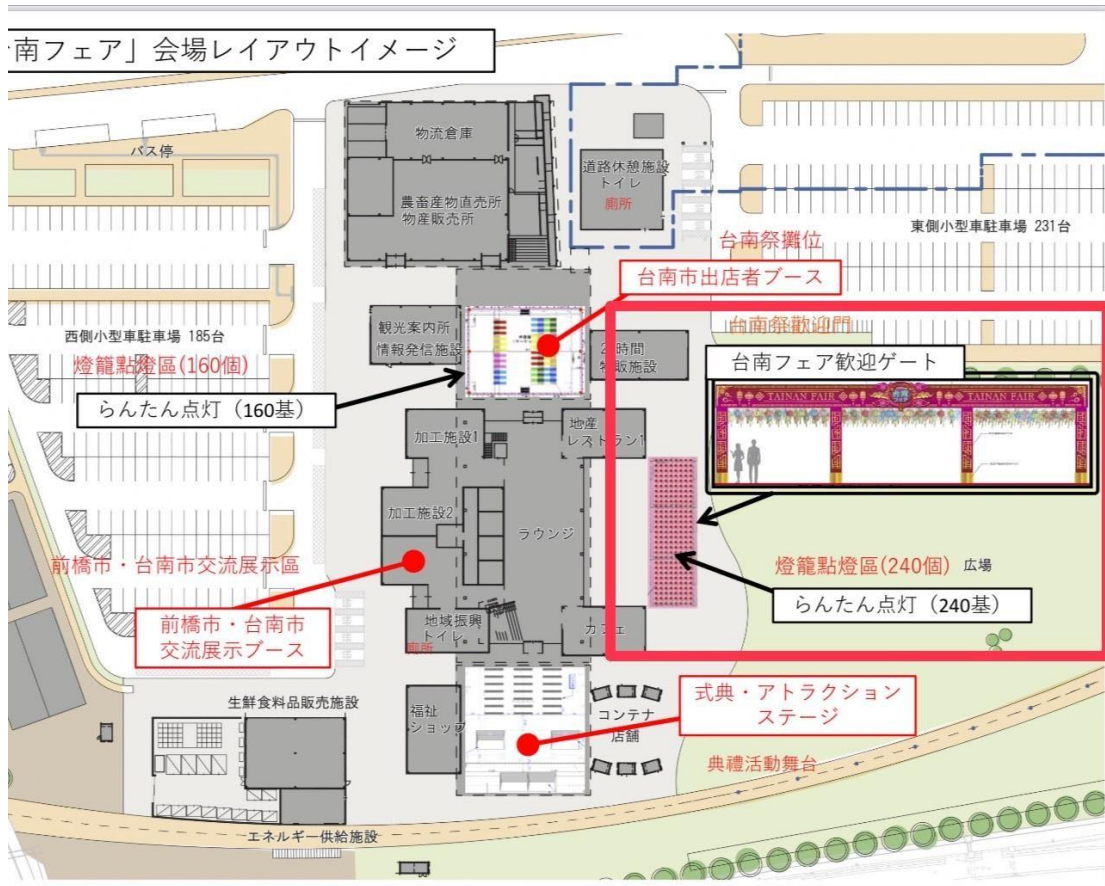 台南フェア」会場レイアウトイメージ
物流倉庫
バス停
道路休憩施設
トイレ
廁所
農畜産物直売所
物産販売所
東側小型車駐車場 231台
台南祭攤位
台南市出店者ブース
観光案内所
情報発信施設
西側小型車駐車場 185台
燈籠點燈區(160個)
らんたん点灯（160基）
台南祭歡迎門
台南フェア歓迎ゲート
時間
物販施設
TAINAN FAIR
台南
フェア
TAINAN FAIR
加工施設1
地産
レストラン1
加工施設2
ラウンジ
前橋市・台南市交流展示區
燈籠點燈區(240個)
広場
らんたん点灯（240基）
前橋市・台南市
交流展示ブース
地域振興
トイレ
廁所
カフェ
生鮮食料品販売施設
福祉
ショップ
コンテナ
店舗
式典・アトラクション
ステージ
典禮活動舞台
エネルギー供給施設